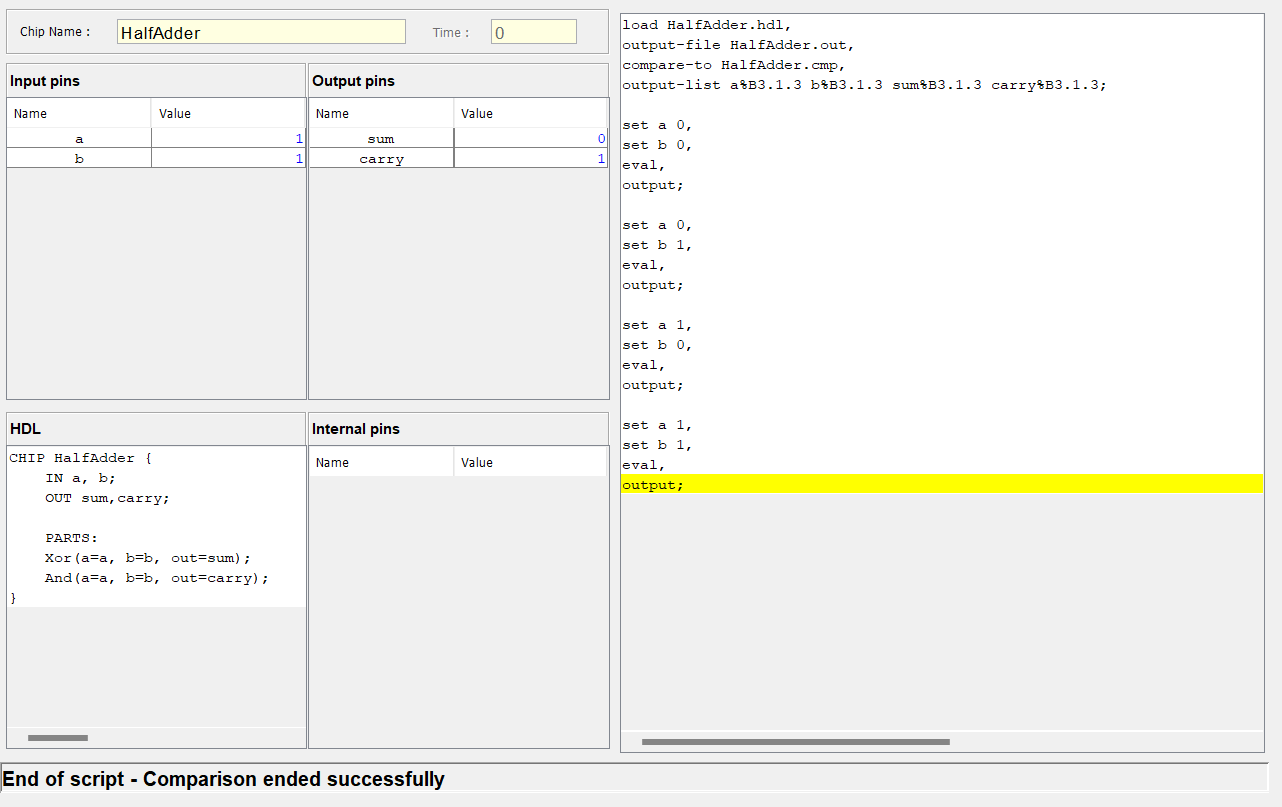 Chip Name : HalfAdder Time : 0
Input pins
Name Value
a 1
b 1
Output pins
Name Value
sum 0
carry 1
HDL
CHIP HalfAdder {
    IN a, b;
    OUT sum,carry;
    PARTS:
    Xor(a=a, b=b, out=sum);
    And(a=a, b=b, out=carry);
}
Internal pins
Name Value
load HalfAdder.hdl,
output-file HalfAdder.out,
compare-to HalfAdder.cmp,
output-list a%B3.1.3 b%B3.1.3 sum%B3.1.3 carry%B3.1.3;
set a 0,
set b 0,
eval,
output;
set a 0,
set b 1,
eval,
output;
set a 1,
set b 0,
eval,
output;
set a 1,
set b 1,
eval,
output;
End of script - Comparison ended successfully